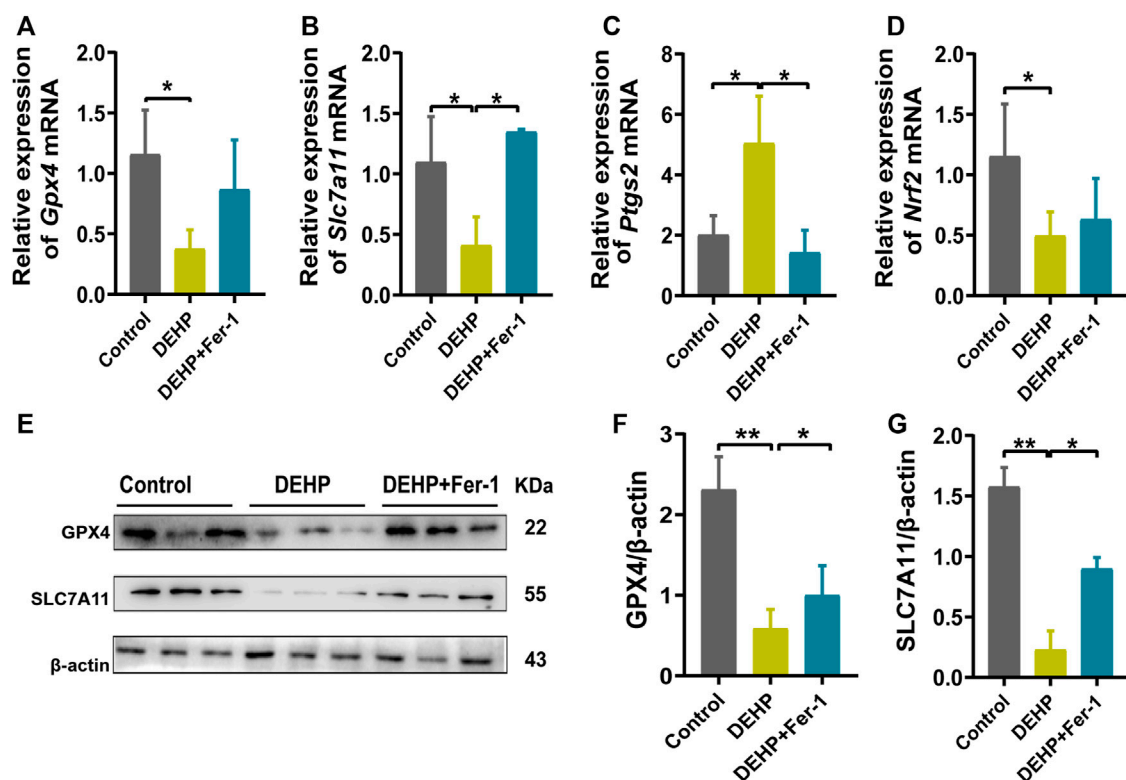 A
Relative expression
of Gpx4 mRNA
2.0
1.5
1.0
0.5
0.0
*
Control
DEHP
DEHP+Fer-1
B
Relative expression
of Slc7a11 mRNA
2.0
1.5
1.0
0.5
0.0
* *
Control
DEHP
DEHP+Fer-1
C
Relative expression
of Ptgs2 mRNA
8
6
4
2
0
* *
Control
DEHP
DEHP+Fer-1
D
Relative expression
of Nrf2 mRNA
2.0
1.5
1.0
0.5
0.0
*
Control
DEHP
DEHP+Fer-1
E
Control DEHP DEHP+Fer-1 KDa
GPX4 22
SLC7A11 55
β-actin 43
F
GPX4/β-actin
3
2
1
0
** *
Control
DEHP
DEHP+Fer-1
G
SLC7A11/β-actin
2.0
1.5
1.0
0.5
0.0
** *
Control
DEHP
DEHP+Fer-1